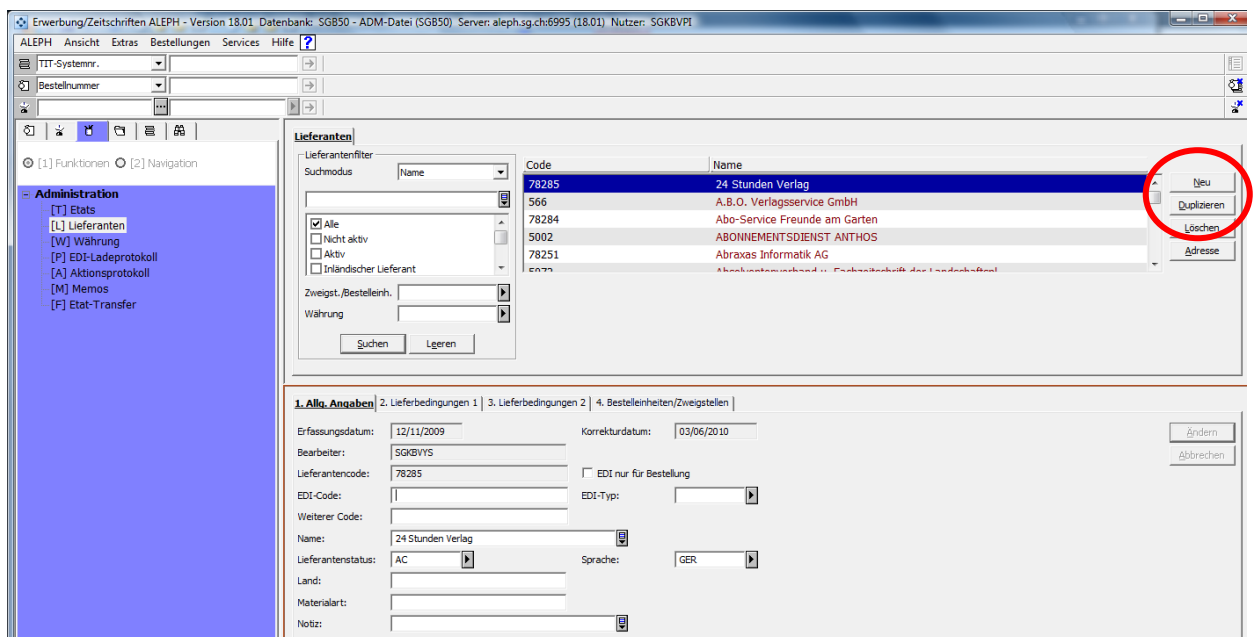 Erwerbung/Zeitschriften ALEPH - Version 18.01 Datenbank: SGB50 - ADM-Datei (SGB50) Server: aleph.sg.ch:6995 (18.01) Nutzer: SGKBVPI
ALEPH Ansicht Extras Bestellungen Services Hilfe ?
TIT-Systemnr.
Bestellnummer
[1] Funktionen [2] Navigation
Administration
[T] Etats
[L] Lieferanten
[W] Währung
[P] EDI-Ladeprotokoll
[A] Aktionsprotokoll
[M] Memos
[F] Etat-Transfer
Lieferanten
Lieferantenfilter
Suchmodus Name
Alle
Nicht aktiv
Aktiv
Inländischer Lieferant
Zweigst./Bestelleinh.
Währung
Suchen Leeren
Code Name
78285 24 Stunden Verlag
566 A.B.O. Verlagsservice GmbH
78284 Abo-Service Freunde am Garten
5002 ABONNEMENTSDIENST ANTHOS
78251 Abraxas Informatik AG
5073 Absolventenverband u. Fachzeitschrift der Landschaftspl
Neu
Duplizieren
Löschen
Adresse
1. Allg. Angaben 2. Lieferbedingungen 1 3. Lieferbedingungen 2 4. Bestelleinheiten/Zweigstellen
Erfassungsdatum: 12/11/2009 Korrekturdatum: 03/06/2010
Bearbeiter: SGKBVYS
Lieferantencode: 78285 EDI nur für Bestellung
EDI-Code: EDI-Typ:
Weiterer Code:
Name: 24 Stunden Verlag
Lieferantenstatus: AC Sprache: GER
Land:
Materialart:
Notiz:
Ändern
Abbrechen